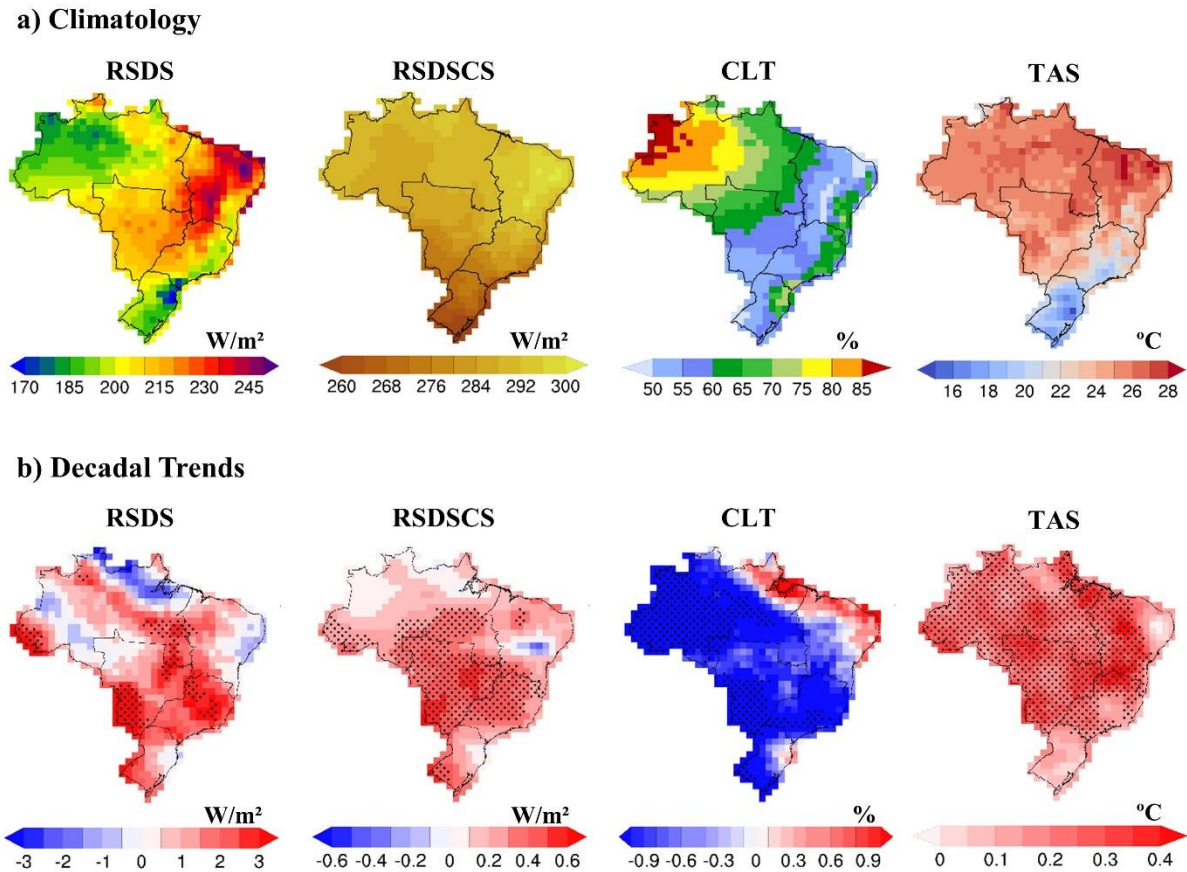 a) Climatology
RSDS RSDSCS CLT TAS
W/m² W/m² % ºC
170 185 200 215 230 245 260 268 276 284 292 300 50 55 60 65 70 75 80 85 16 18 20 22 24 26 28
b) Decadal Trends
RSDS RSDSCS CLT TAS
W/m² W/m² % ºC
-3 -2 -1 0 1 2 3 -0.6 -0.4 -0.2 0 0.2 0.4 0.6 -0.9 -0.6 -0.3 0 0.3 0.6 0.9 0 0.1 0.2 0.3 0.4